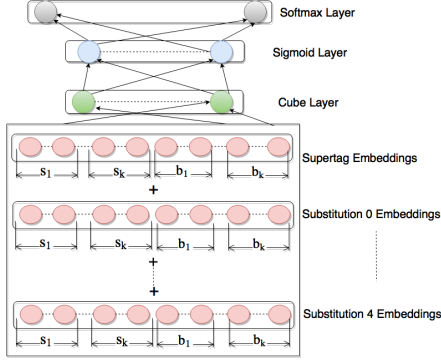 Softmax Layer
Sigmoid Layer
Cube Layer
Supertag Embeddings
s1 sk b1 bk
+
Substitution 0 Embeddings
s1 sk b1 bk
+
+
Substitution 4 Embeddings
s1 sk b1 bk